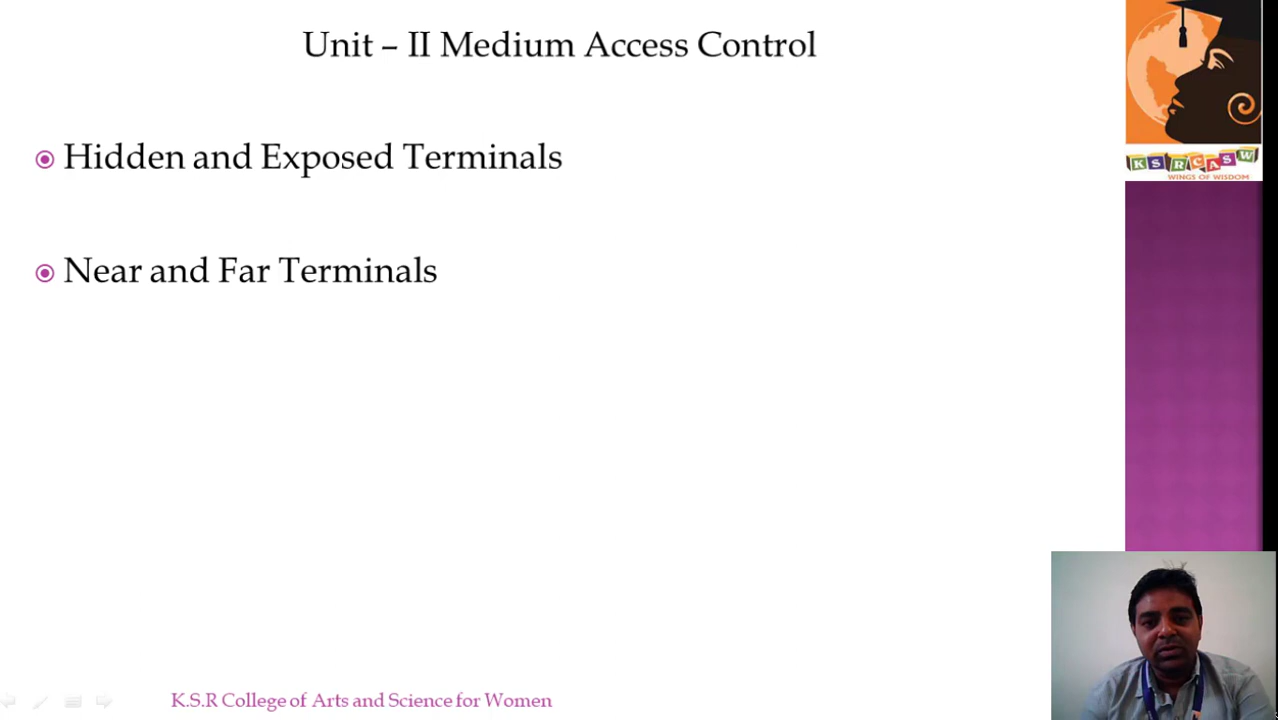 Unit – II Medium Access Control
Hidden and Exposed Terminals
Near and Far Terminals
KSRCASW
WINGS OF WISDOM
K.S.R College of Arts and Science for Women